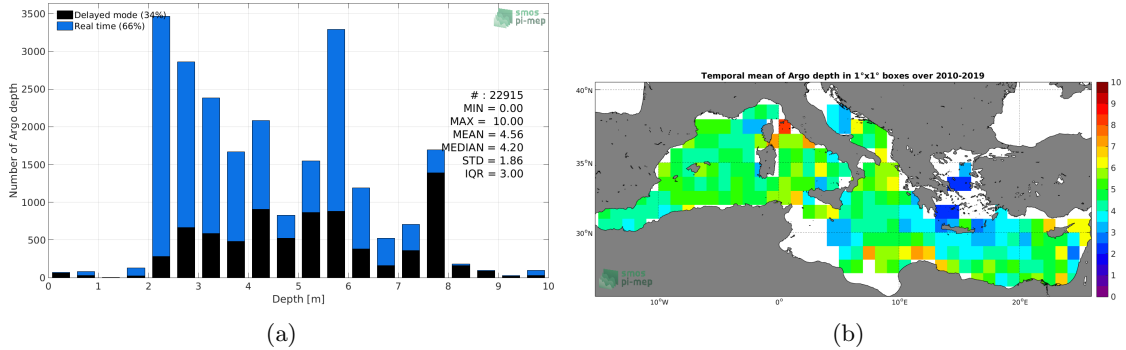 Delayed mode (34%)
Real time (66%)
smos
pi-mep
Number of Argo depth
3500
3000
2500
2000
1500
1000
500
0
# : 22915
MIN = 0.00
MAX = 10.00
MEAN = 4.56
MEDIAN = 4.20
STD = 1.86
IQR = 3.00
0 1 2 3 4 5 6 7 8 9 10
Depth [m]
(a)
Temporal mean of Argo depth in 1°x1° boxes over 2010-2019
40°N
35°N
30°N
10°W 0° 10°E 20°E
smos
pi-mep
10
9
8
7
6
5
4
3
2
1
0
(b)